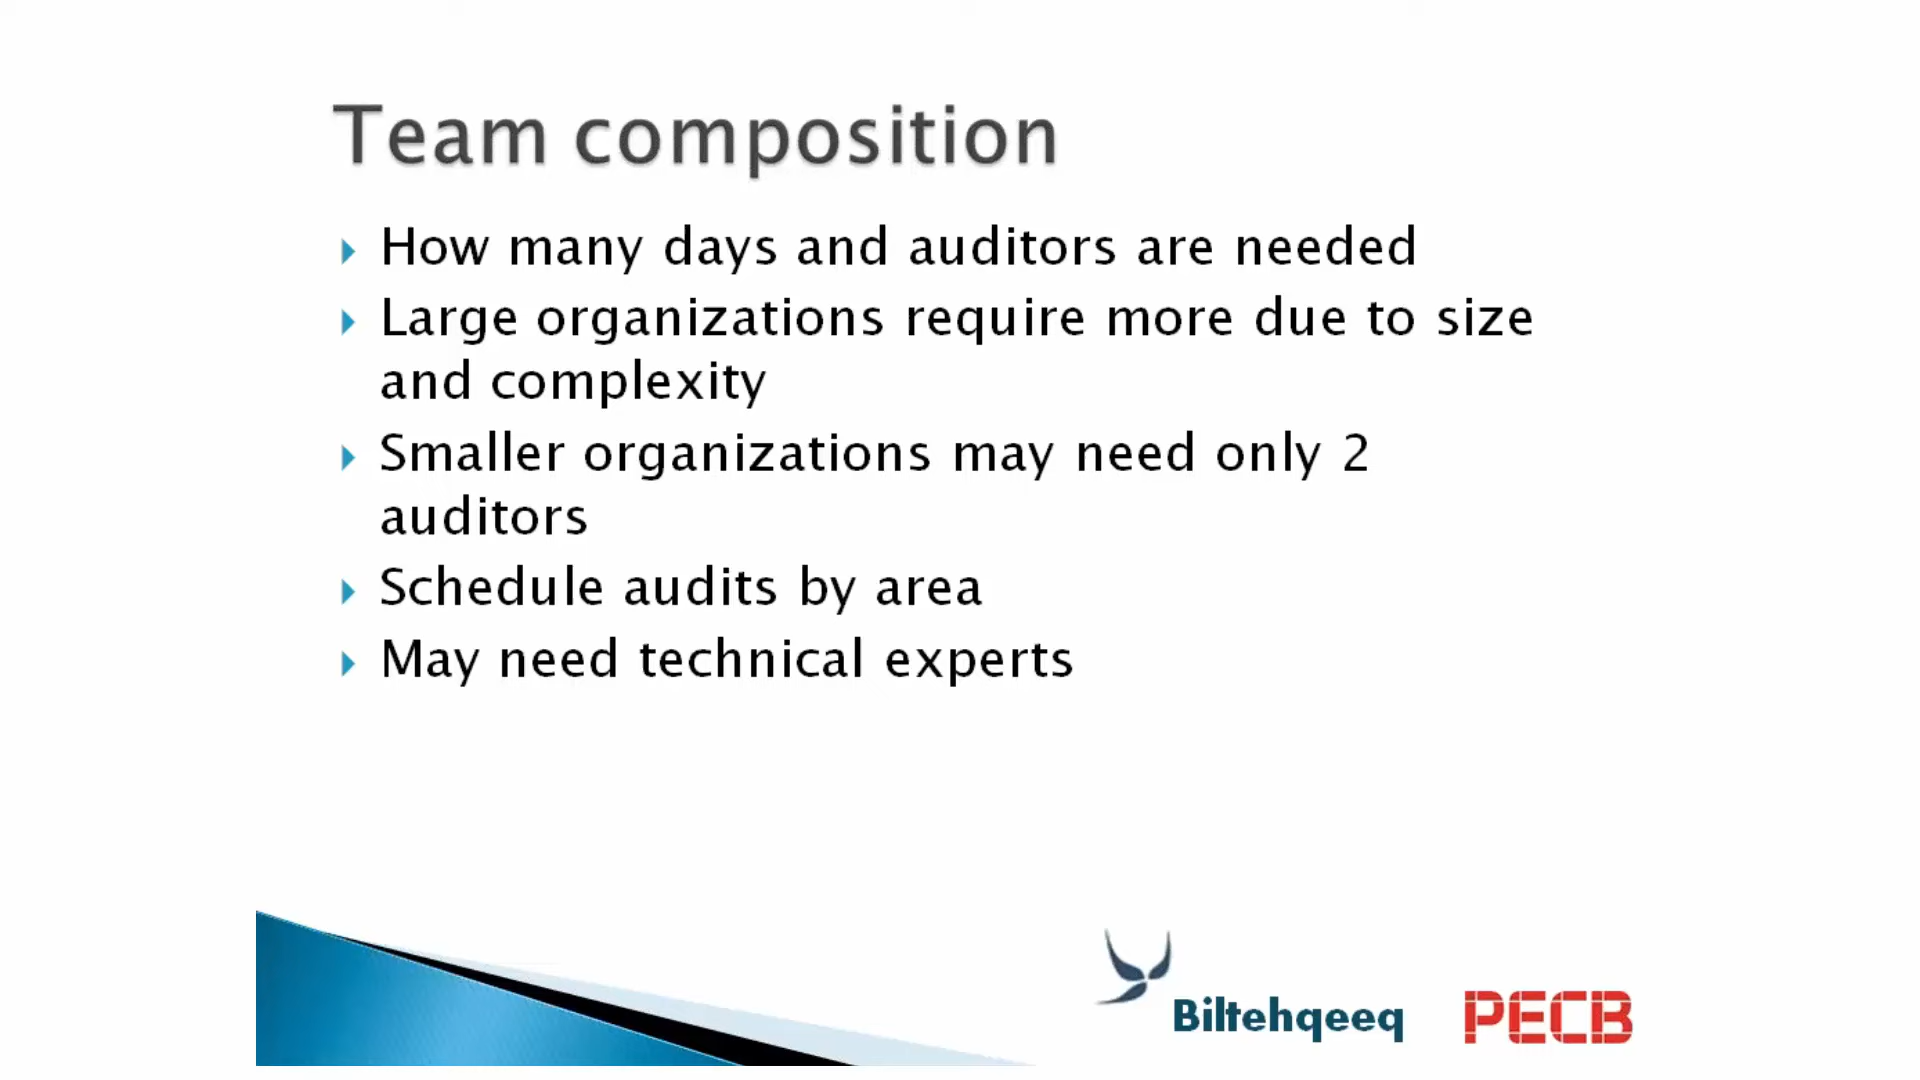 Team composition
How many days and auditors are needed
Large organizations require more due to size
and complexity
Smaller organizations may need only 2
auditors
Schedule audits by area
May need technical experts
Biltehqeeq
PECB